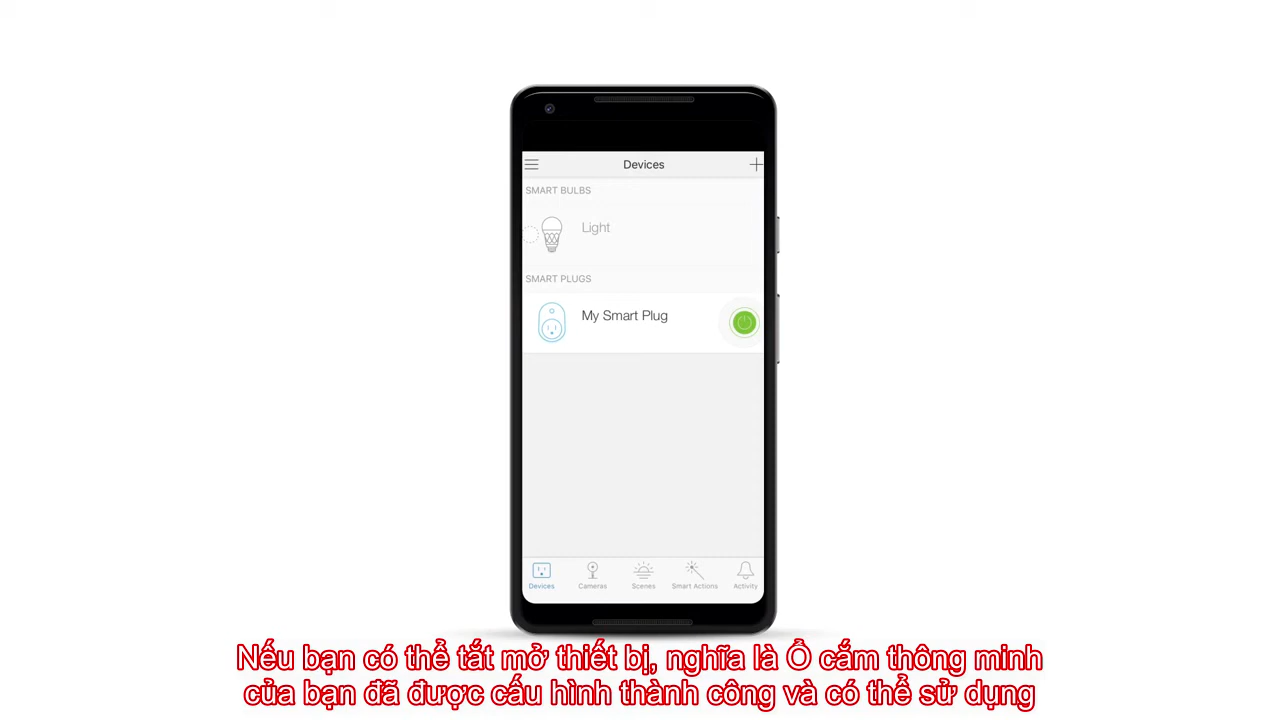 Devices
SMART BULBS
Light
SMART PLUGS
My Smart Plug
Devices Cameras Scenes Smart Actions Activity
Nếu bạn có thể tắt mở thiết bị, nghĩa là Ổ cắm thông minh
của bạn đã được cấu hình thành công và có thể sử dụng